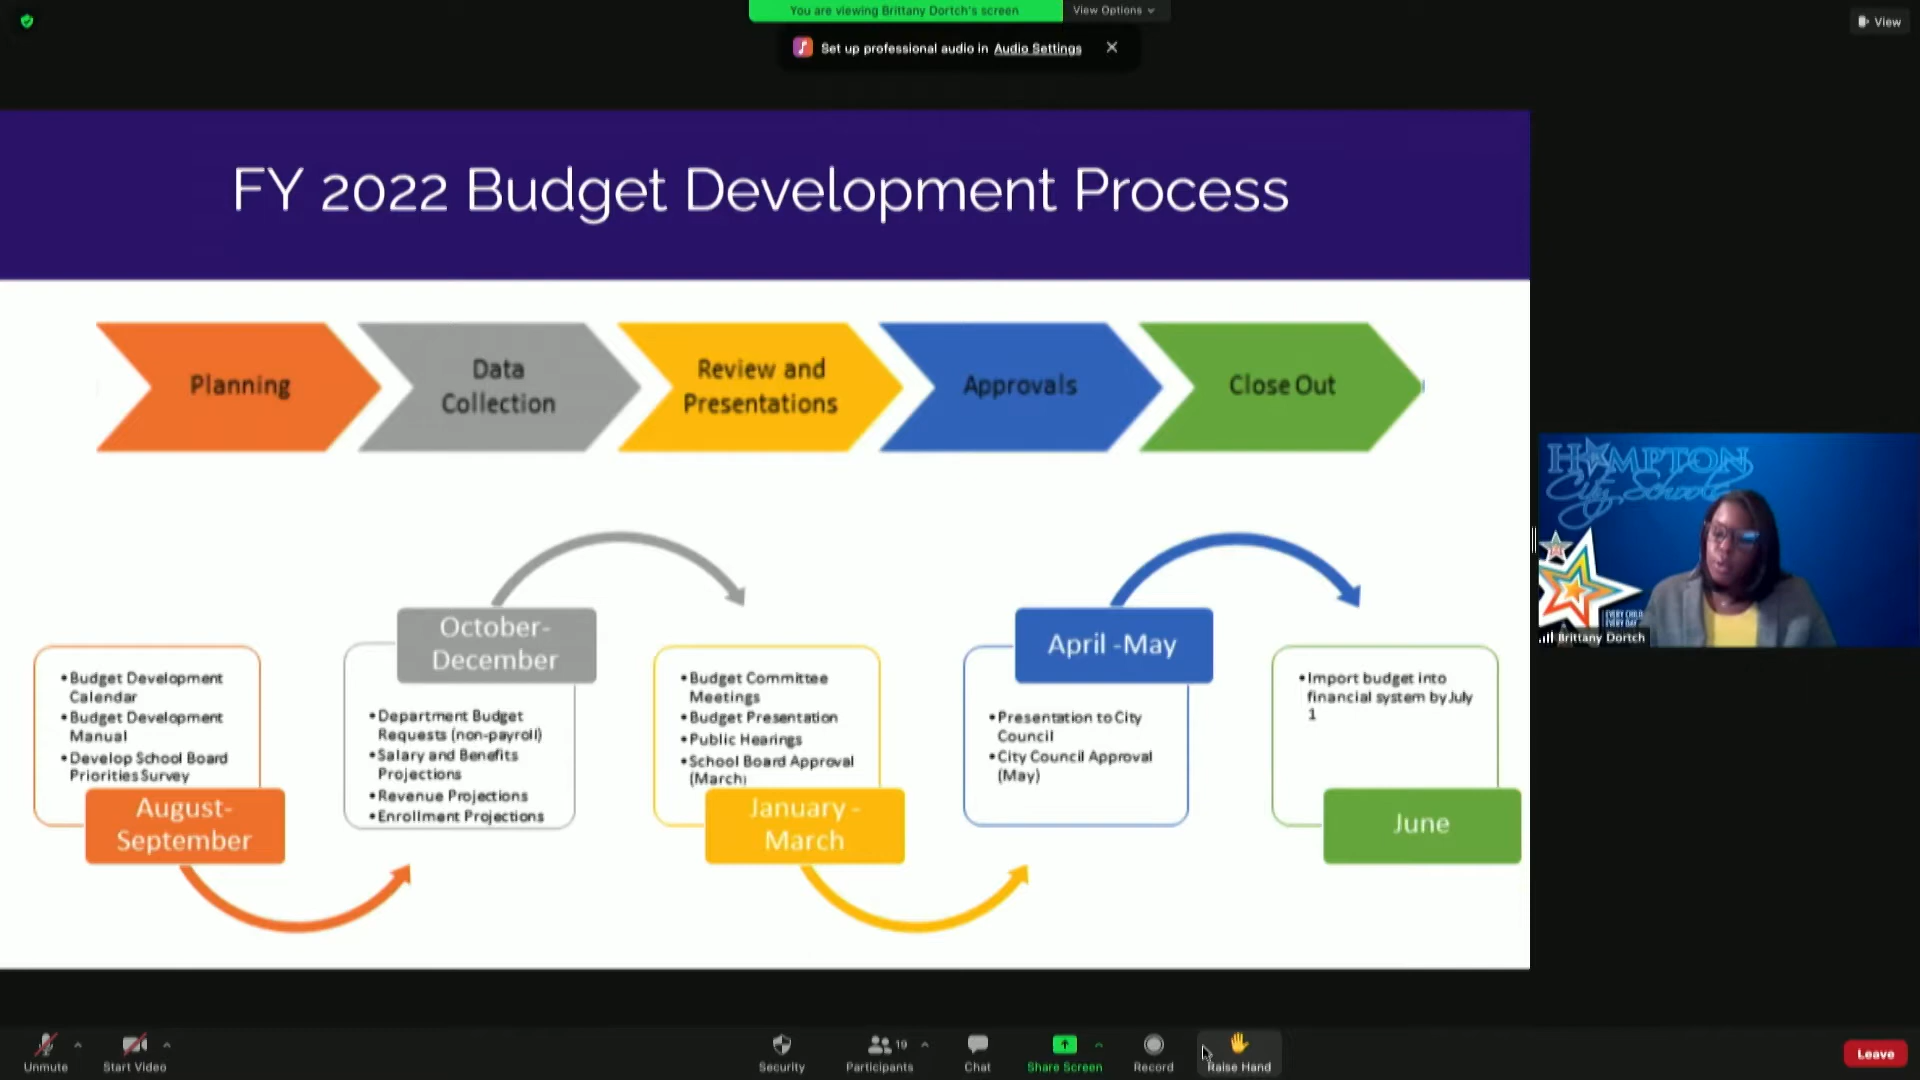 You are viewing Brittany Dortch's screen
View Options
View
Set up professional audio in Audio Settings
FY 2022 Budget Development Process
Planning
Data
Collection
Review and
Presentations
Approvals
Close Out
•Budget Development
Calendar
•Budget Development
Manual
•Develop School Board
Priorities Survey
August-
September
October-
December
•Department Budget
Requests (non-payroll)
•Salary and Benefits
Projections
•Revenue Projections
•Enrollment Projections
•Budget Committee
Meetings
•Budget Presentation
•Public Hearings
•School Board Approval
(March)
January -
March
April -May
•Presentation to City
Council
•City Council Approval
(May)
•Import budget into
financial system by July
1
June
HAMPTON
City Schools
EVERY CHILD
EVERY DAY
Brittany Dortch
Unmute
Start Video
Security
19
Participants
Chat
Share Screen
Record
Raise Hand
Leave